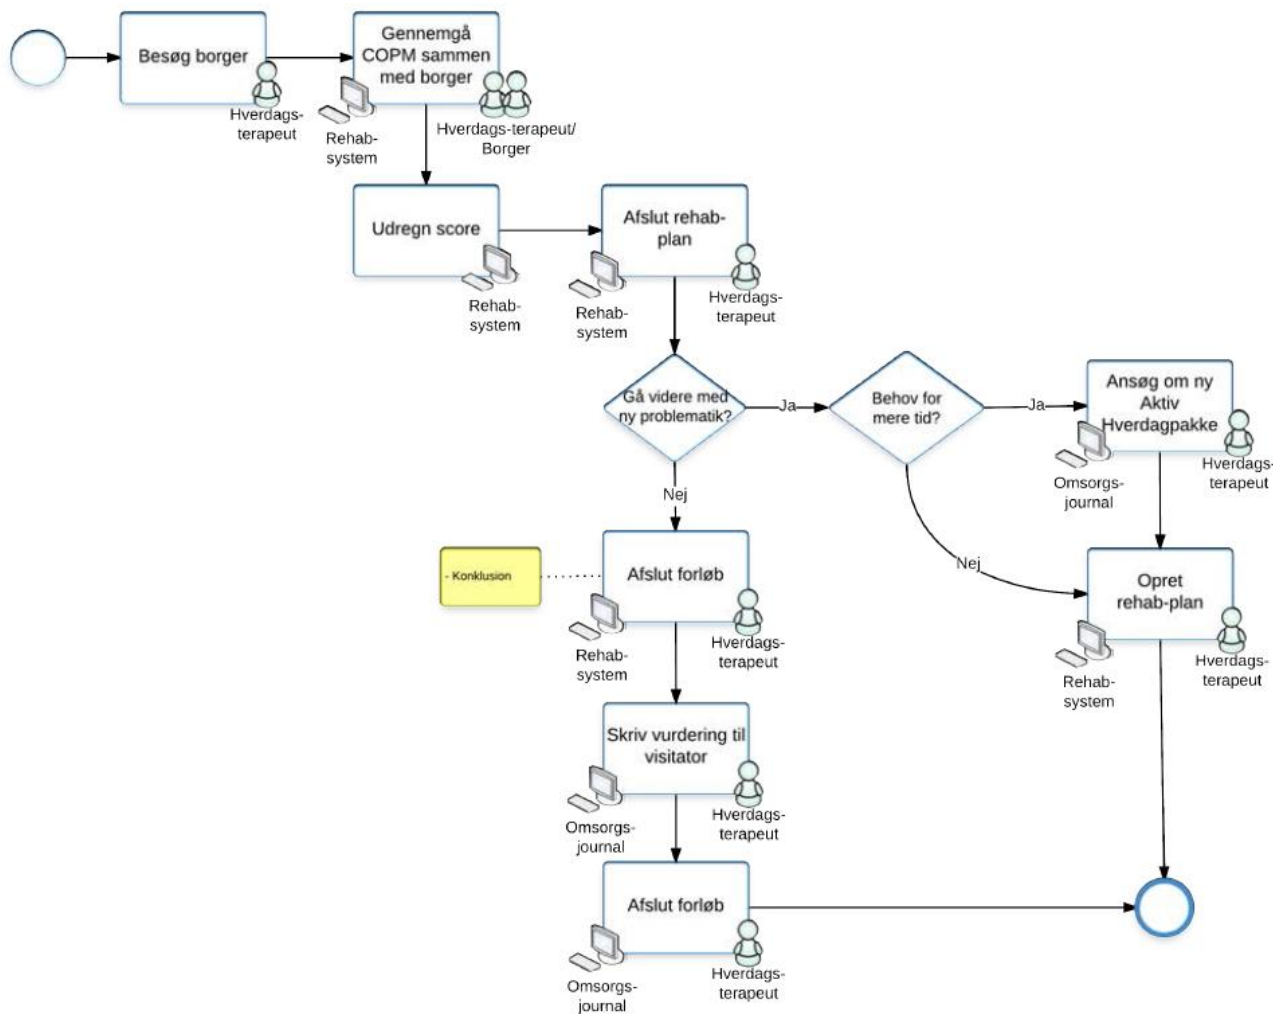 Besøg borger
Hverdags-
terapeut
Gennemgå
COPM sammen
med borger
Rehab-
system
Hverdags-terapeut/
Borger
Udregn score
Rehab-
system
Afslut rehab-
plan
Rehab-
system
Hverdags-
terapeut
Gå videre med
ny problematik?
Ja
Behov for
mere tid?
Ja
Ansøg om ny
Aktiv
Hverdagpakke
Omsorgs-
journal
Hverdags-
terapeut
Nej
Nej
Opret
rehab-plan
Rehab-
system
Hverdags-
terapeut
- Konklusion
Afslut forløb
Rehab-
system
Hverdags-
terapeut
Skriv vurdering til
visitator
Omsorgs-
journal
Hverdags-
terapeut
Afslut forløb
Omsorgs-
journal
Hverdags-
terapeut